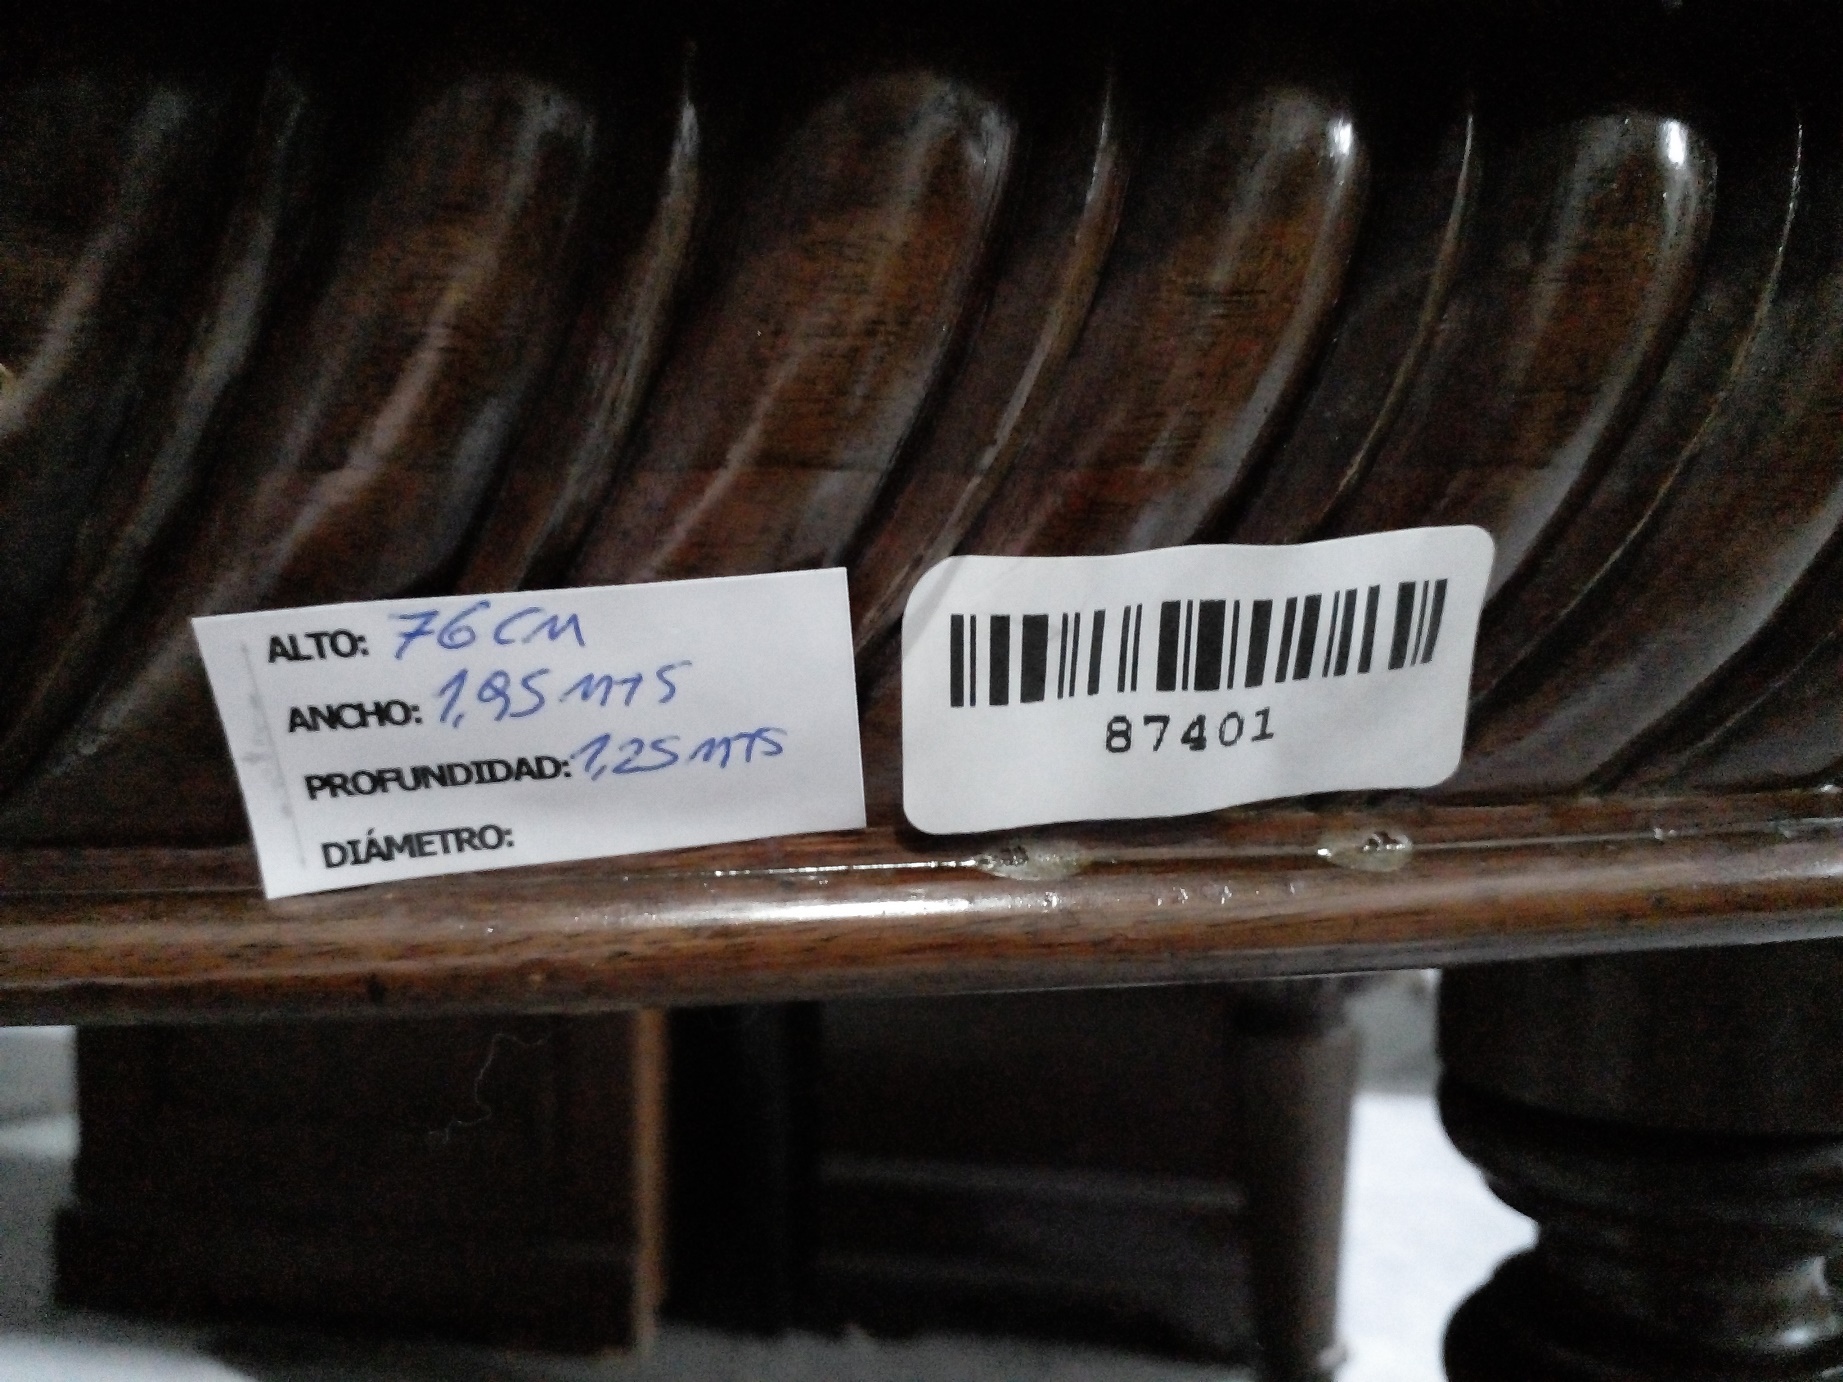 ALTO: 76 CM
ANCHO: 1,95 MTS
PROFUNDIDAD: 1,25 MTS
DIÁMETRO:
87401